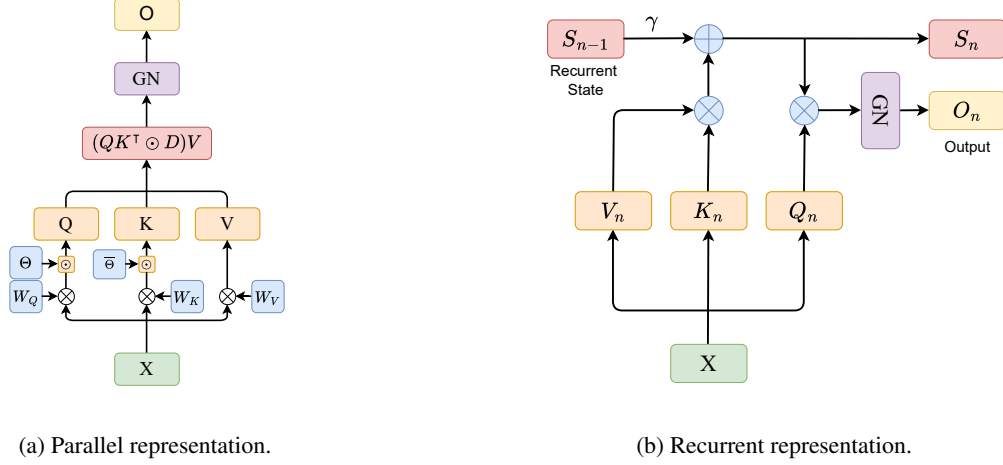 O
GN
(QK⊺ ⊙ D)V
Q K V
Θ ⊙ Θ̅ ⊙
W_Q W_K W_V
X
(a) Parallel representation.
S_{n-1} γ S_n
Recurrent
State
GN O_n
Output
V_n K_n Q_n
X
(b) Recurrent representation.